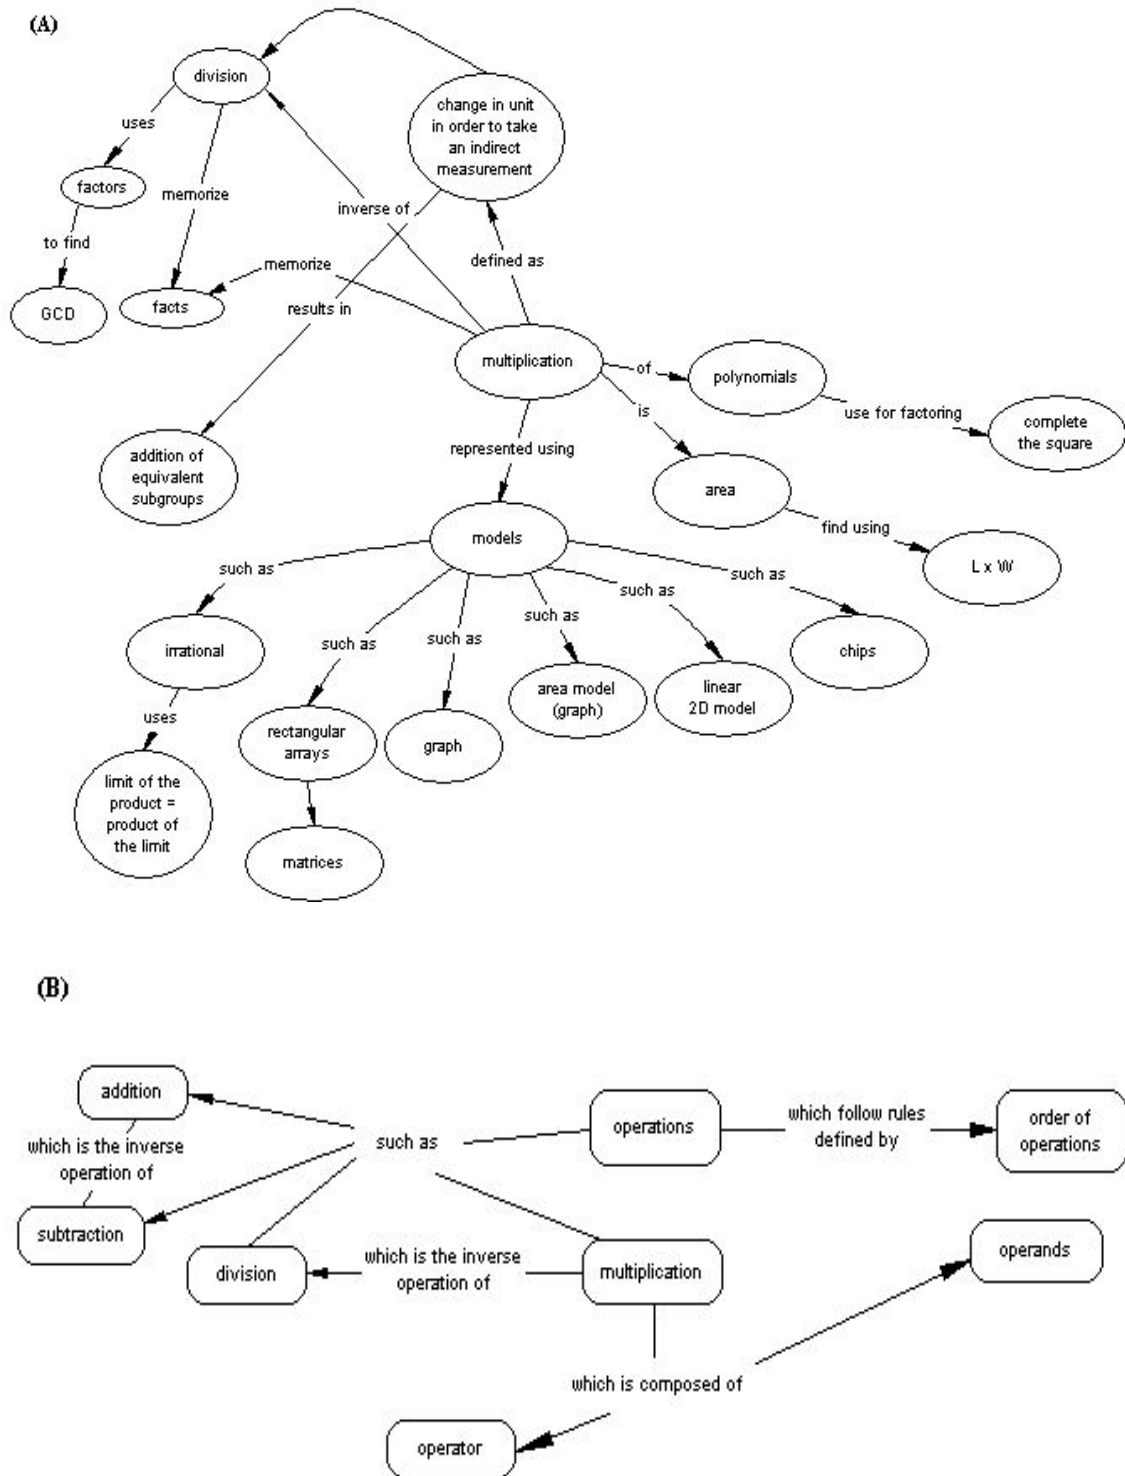 (A)
division
change in unit
in order to take
an indirect
measurement
uses
factors
memorize
inverse of
to find
memorize
defined as
GCD
facts
results in
multiplication
of
polynomials
is
use for factoring
complete
the square
represented using
addition of
equivalent
subgroups
area
find using
models
L x W
such as
such as
such as
such as
such as
such as
irrational
chips
area model
(graph)
linear
2D model
uses
rectangular
arrays
graph
limit of the
product =
product of
the limit
matrices
(B)
addition
which is the inverse
operation of
such as
operations
which follow rules
defined by
order of
operations
subtraction
division
which is the inverse
operation of
multiplication
operands
which is composed of
operator